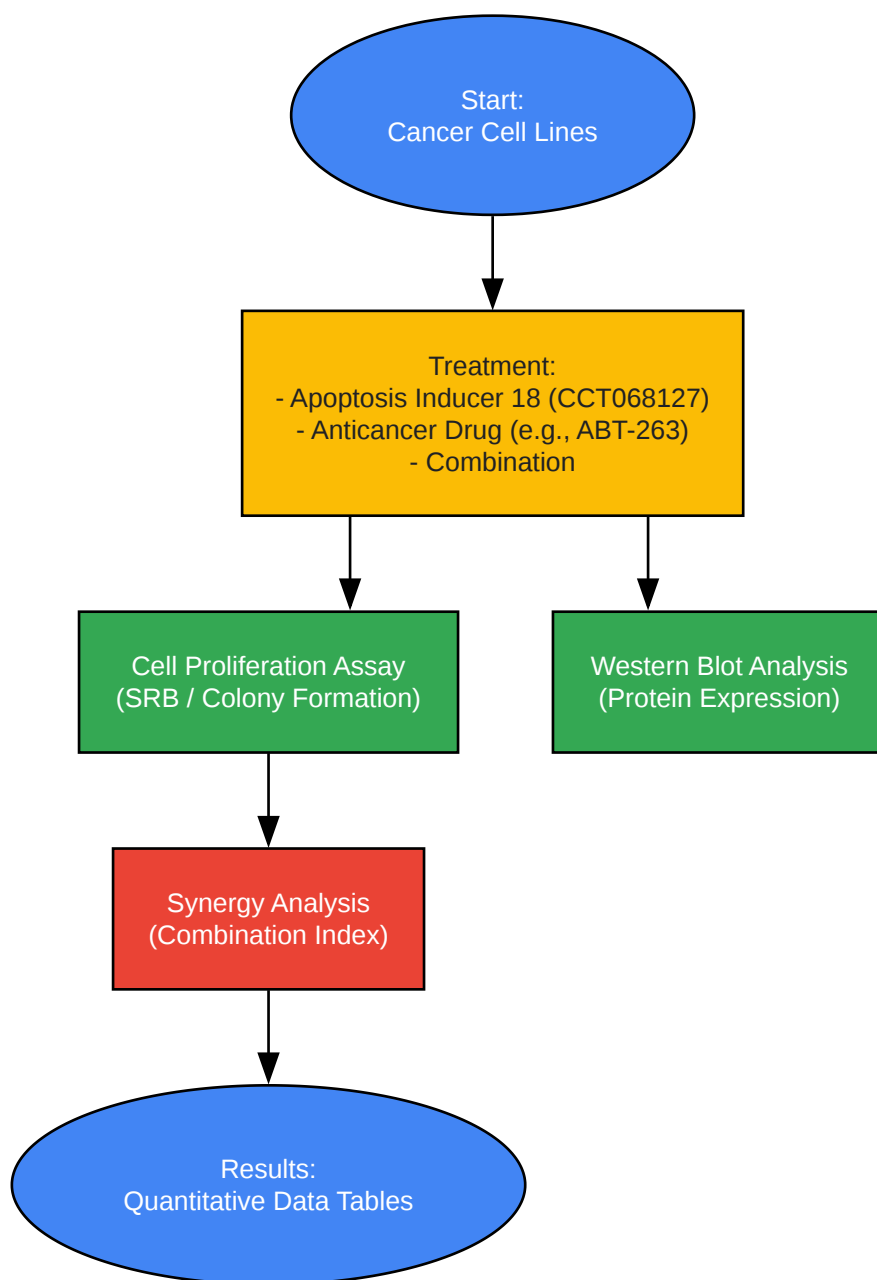 Start:
Cancer Cell Lines
Treatment:
- Apoptosis Inducer 18 (CCT068127)
- Anticancer Drug (e.g., ABT-263)
- Combination
Cell Proliferation Assay
(SRB / Colony Formation)
Western Blot Analysis
(Protein Expression)
Synergy Analysis
(Combination Index)
Results:
Quantitative Data Tables